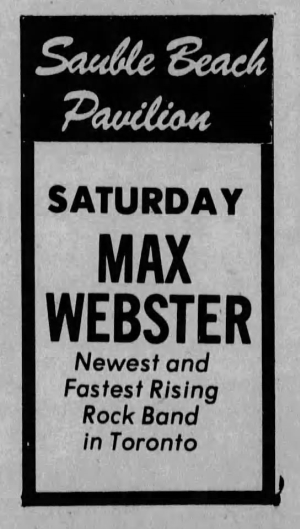 Sauble Beach
Pavilion
SATURDAY
MAX
WEBSTER
Newest and
Fastest Rising
Rock Band
in Toronto